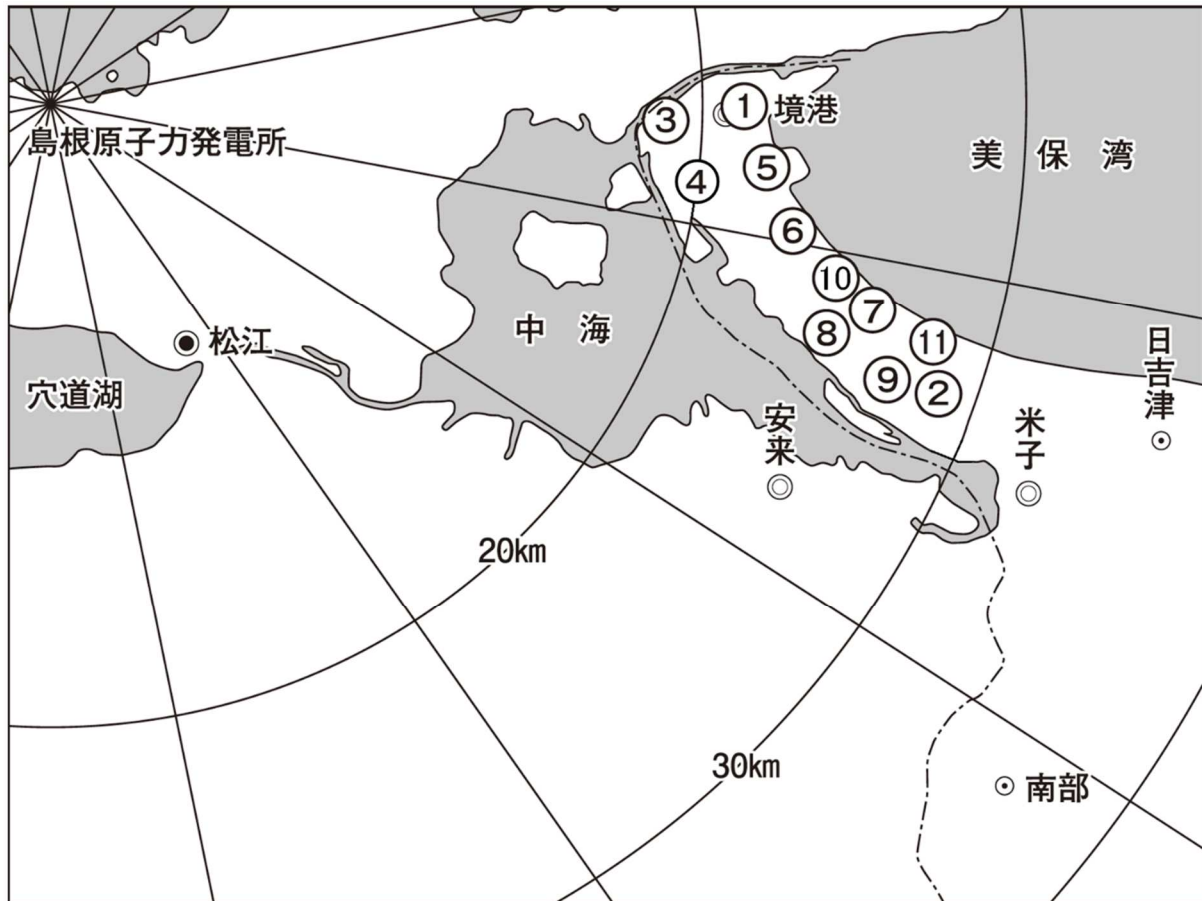 島根原子力発電所
③
①
境港
④
⑤
美保湾
⑥
⑩
⑦
⑧
⑪
⑨
②
中海
松江
穴道湖
安来
米子
日吉津
20km
30km
南部